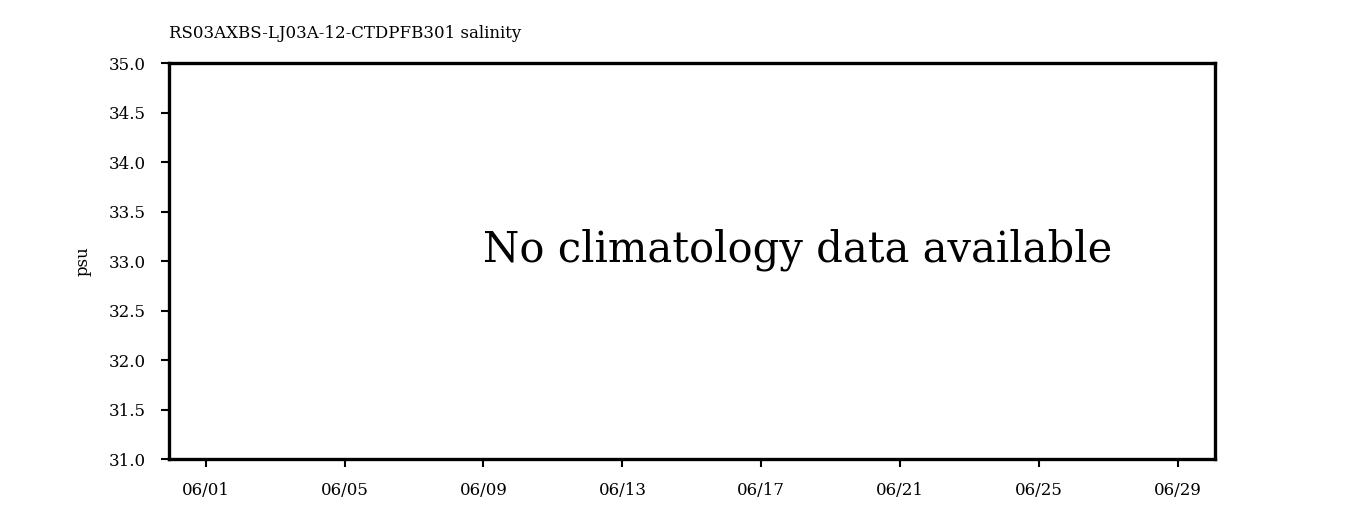 RS03AXBS-LJ03A-12-CTDPFB301 salinity
35.0
34.5
34.0
33.5
33.0
32.5
32.0
31.5
31.0
psu
No climatology data available
06/01 06/05 06/09 06/13 06/17 06/21 06/25 06/29